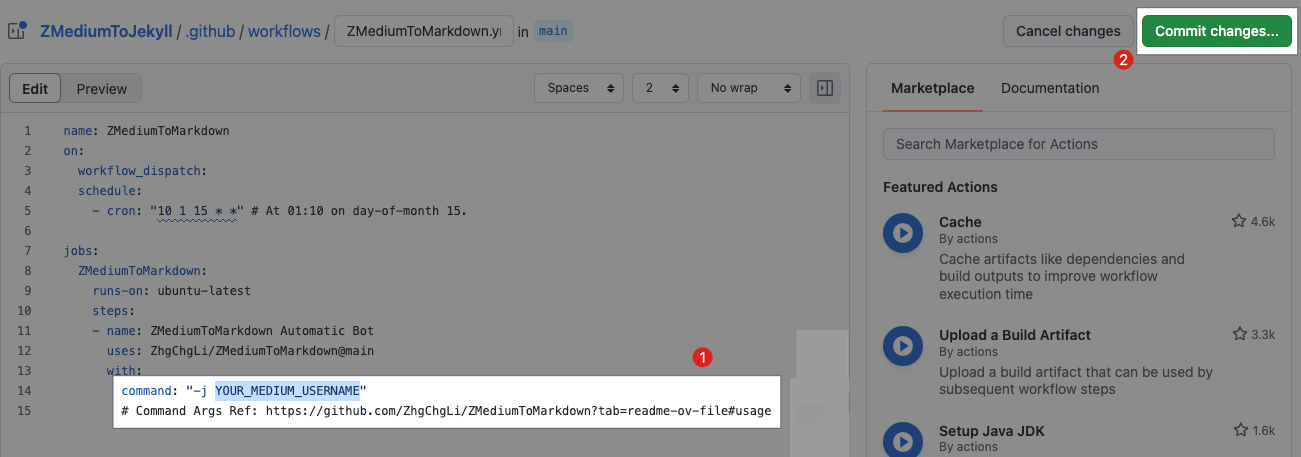 ZMediumToJekyll / .github / workflows / ZMediumToMarkdown.y in main
Cancel changes
Commit changes...
2
Edit
Preview
Spaces
2
No wrap
1 name: ZMediumToMarkdown
2 on:
3 workflow_dispatch:
4 schedule:
5 - cron: "10 1 15 * *" # At 01:10 on day-of-month 15.
6
7 jobs:
8 ZMediumToMarkdown:
9 runs-on: ubuntu-latest
10 steps:
11 - name: ZMediumToMarkdown Automatic Bot
12 uses: ZhgChgLi/ZMediumToMarkdown@main
13 with:
1
14 command: "-j YOUR_MEDIUM_USERNAME"
15 # Command Args Ref: https://github.com/ZhgChgLi/ZMediumToMarkdown?tab=readme-ov-file#usage
Marketplace
Documentation
Search Marketplace for Actions
Featured Actions
Cache
4.6k
By actions
Cache artifacts like dependencies and
build outputs to improve workflow
execution time
Upload a Build Artifact
3.3k
By actions
Upload a build artifact that can be used by
subsequent workflow steps
Setup Java JDK
1.6k
By actions